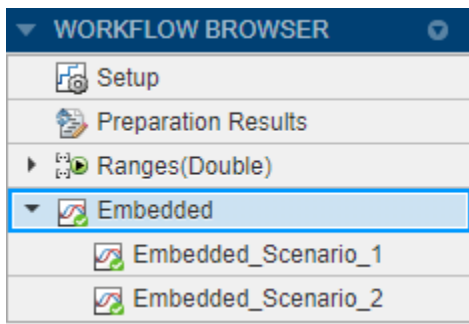 WORKFLOW BROWSER
Setup
Preparation Results
Ranges(Double)
Embedded
Embedded_Scenario_1
Embedded_Scenario_2